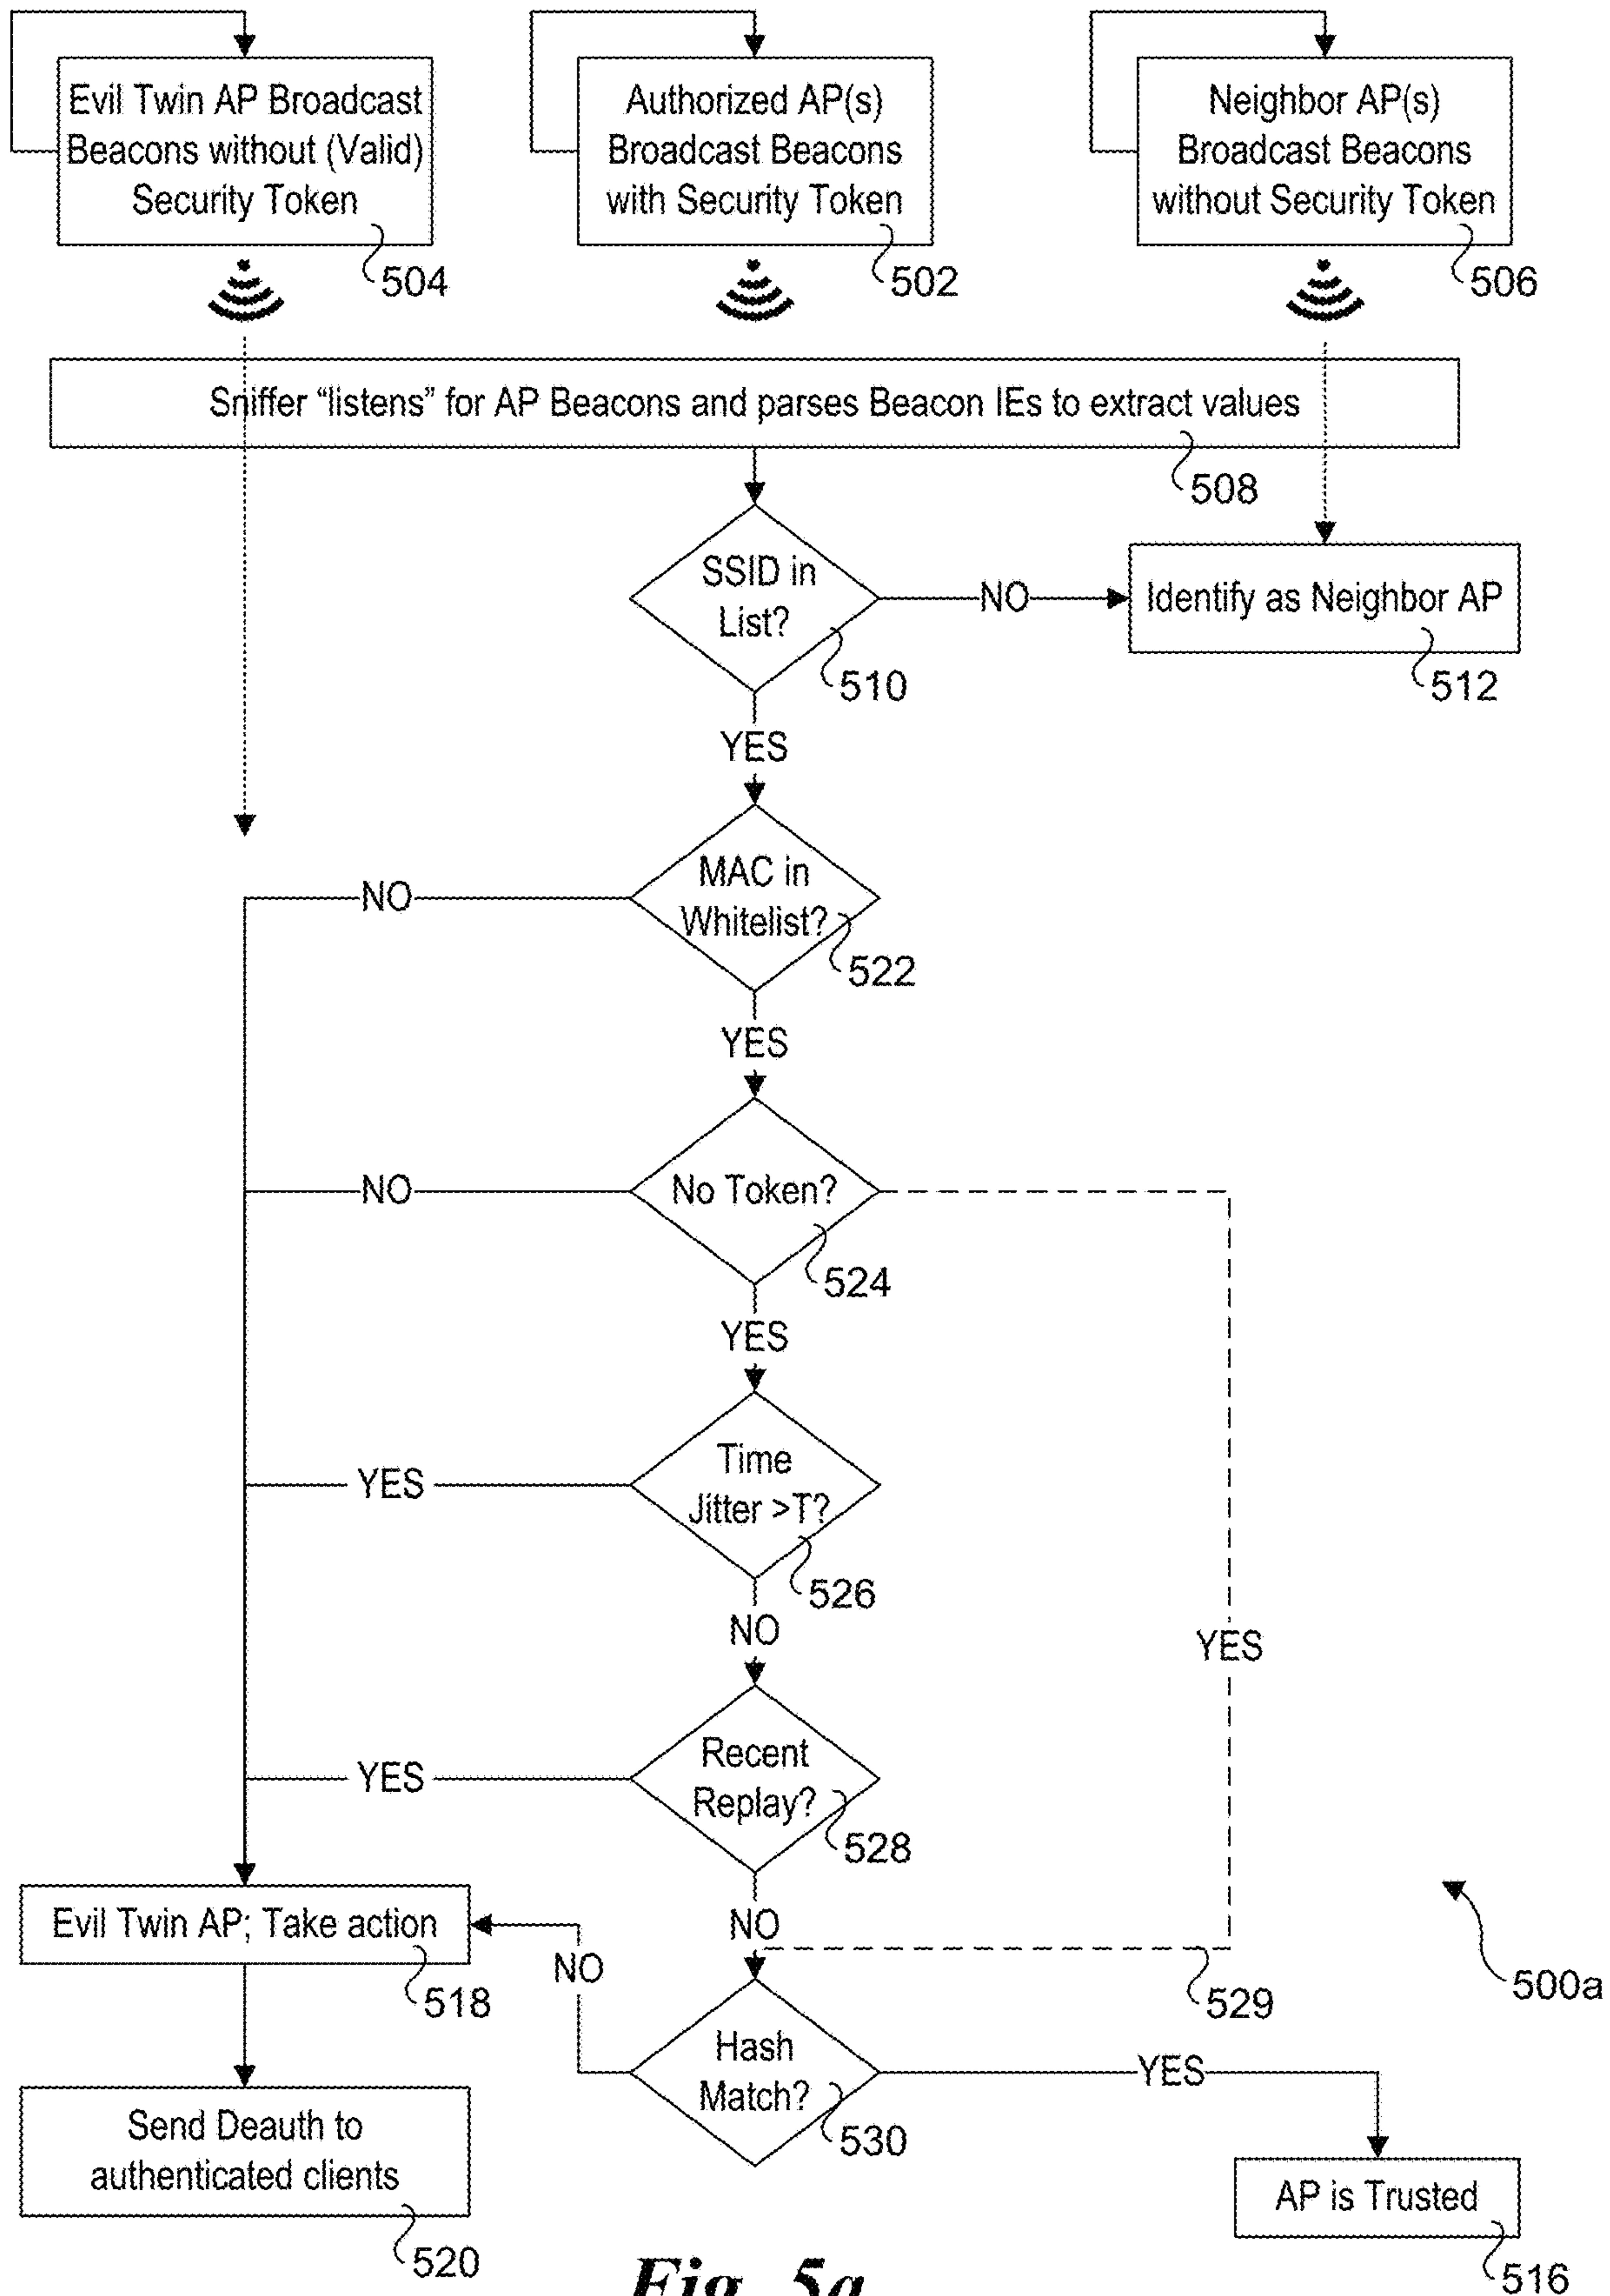 Evil Twin AP Broadcast
Beacons without (Valid)
Security Token
504
Authorized AP(s)
Broadcast Beacons
with Security Token
502
Neighbor AP(s)
Broadcast Beacons
without Security Token
506
Sniffer “listens” for AP Beacons and parses Beacon IEs to extract values
508
SSID in
List?
510
NO
Identify as Neighbor AP
512
YES
MAC in
Whitelist?
522
NO
YES
No Token?
524
NO
YES
Time
Jitter >T?
526
YES
NO
YES
Recent
Replay?
528
YES
NO
Evil Twin AP; Take action
518
NO
529
500a
Hash
Match?
530
YES
Send Deauth to
authenticated clients
520
AP is Trusted
516
Fig. 5a